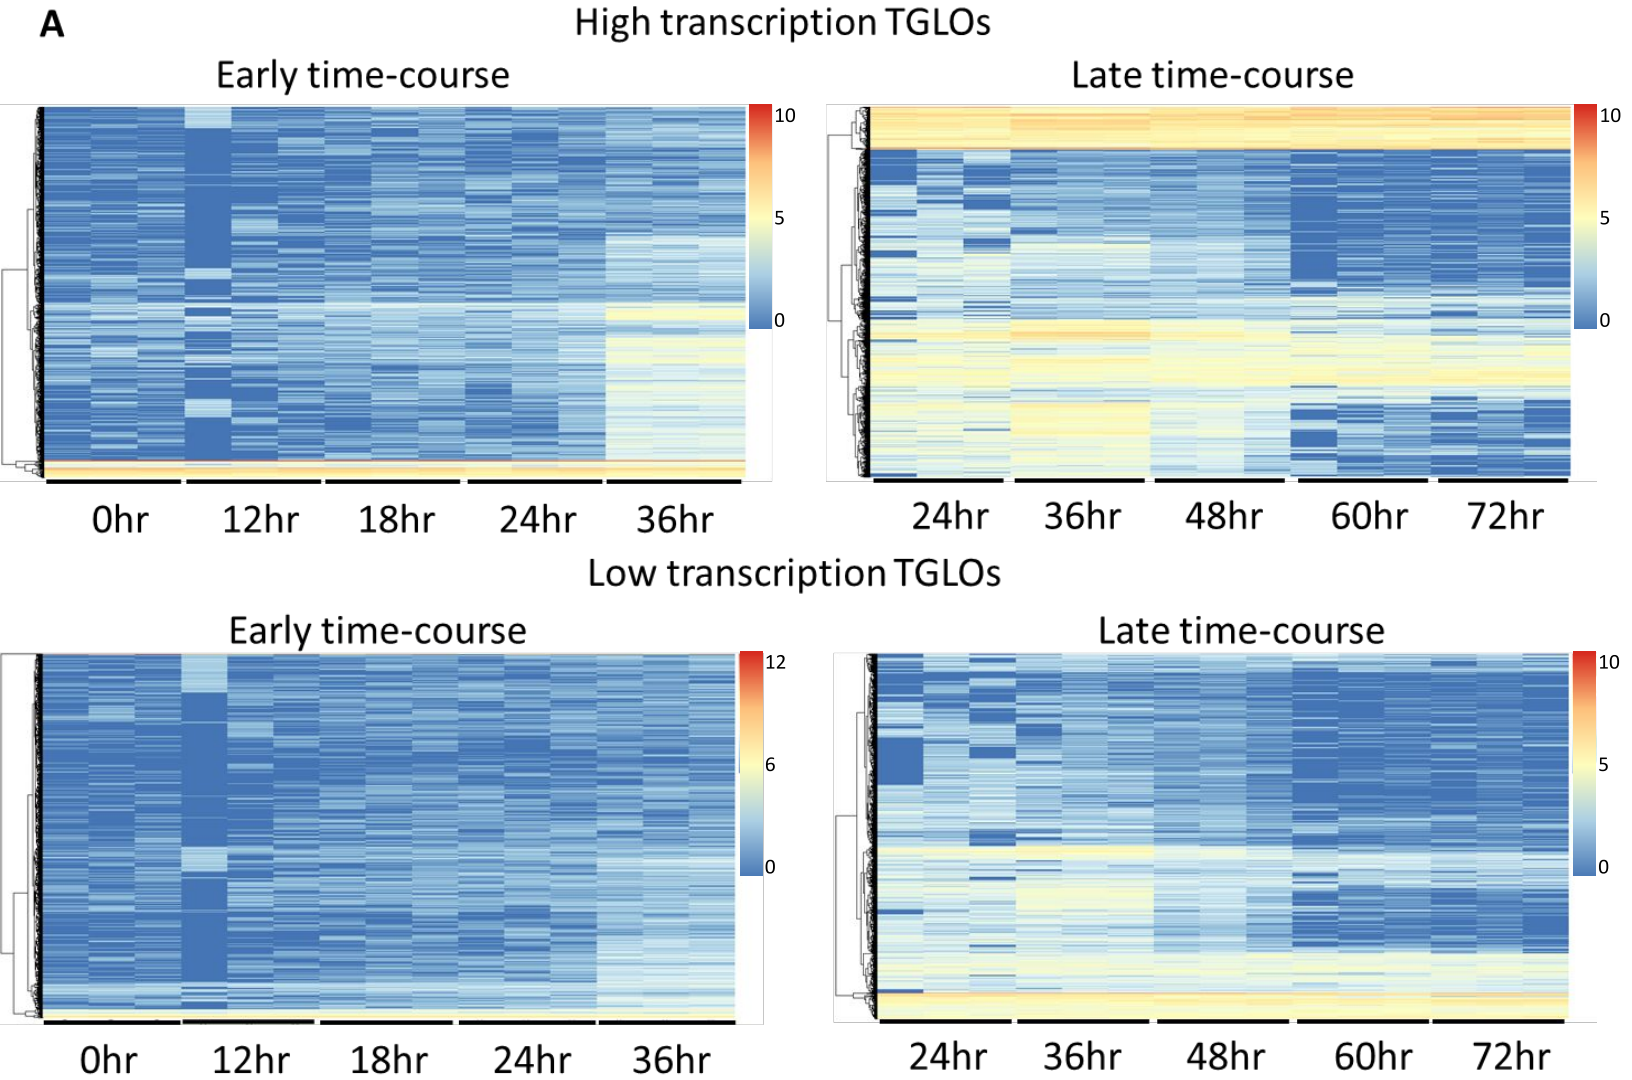 A
High transcription TGLOs
Early time-course
Late time-course
10
5
0
10
5
0
0hr 12hr 18hr 24hr 36hr
24hr 36hr 48hr 60hr 72hr
Low transcription TGLOs
Early time-course
Late time-course
12
6
0
10
5
0
0hr 12hr 18hr 24hr 36hr
24hr 36hr 48hr 60hr 72hr